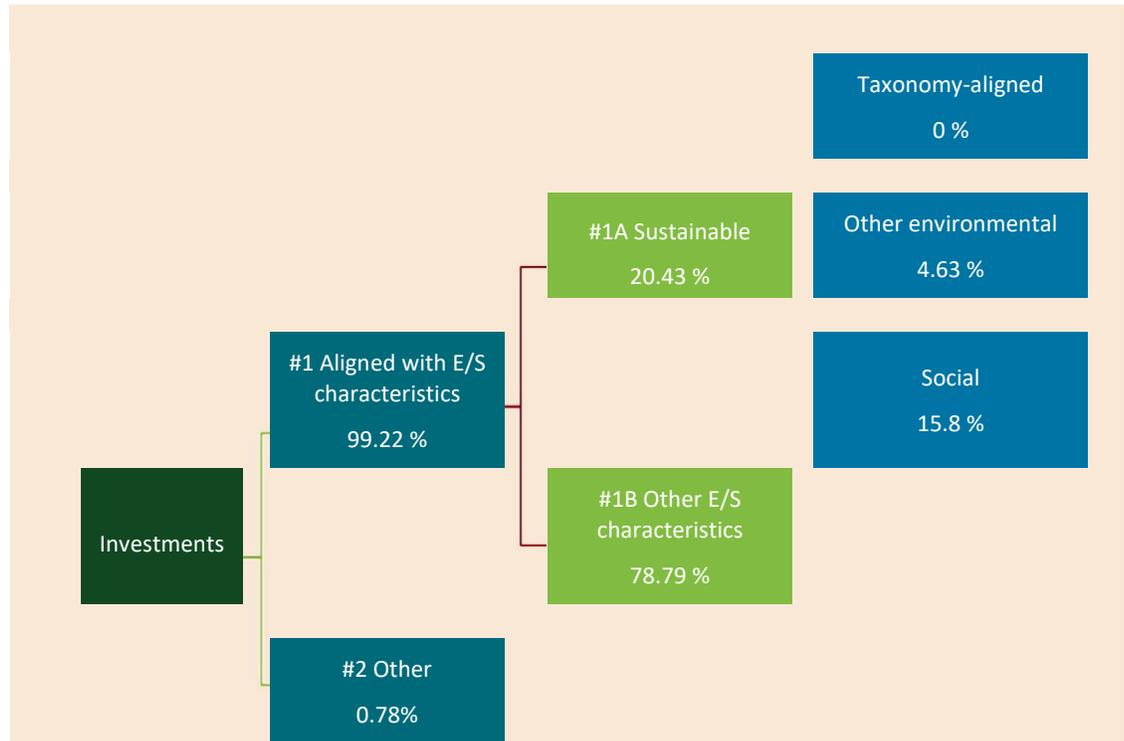 Taxonomy-aligned
0 %
#1A Sustainable
20.43 %
Other environmental
4.63 %
#1 Aligned with E/S
characteristics
99.22 %
Social
15.8 %
Investments
#1B Other E/S
characteristics
78.79 %
#2 Other
0.78%